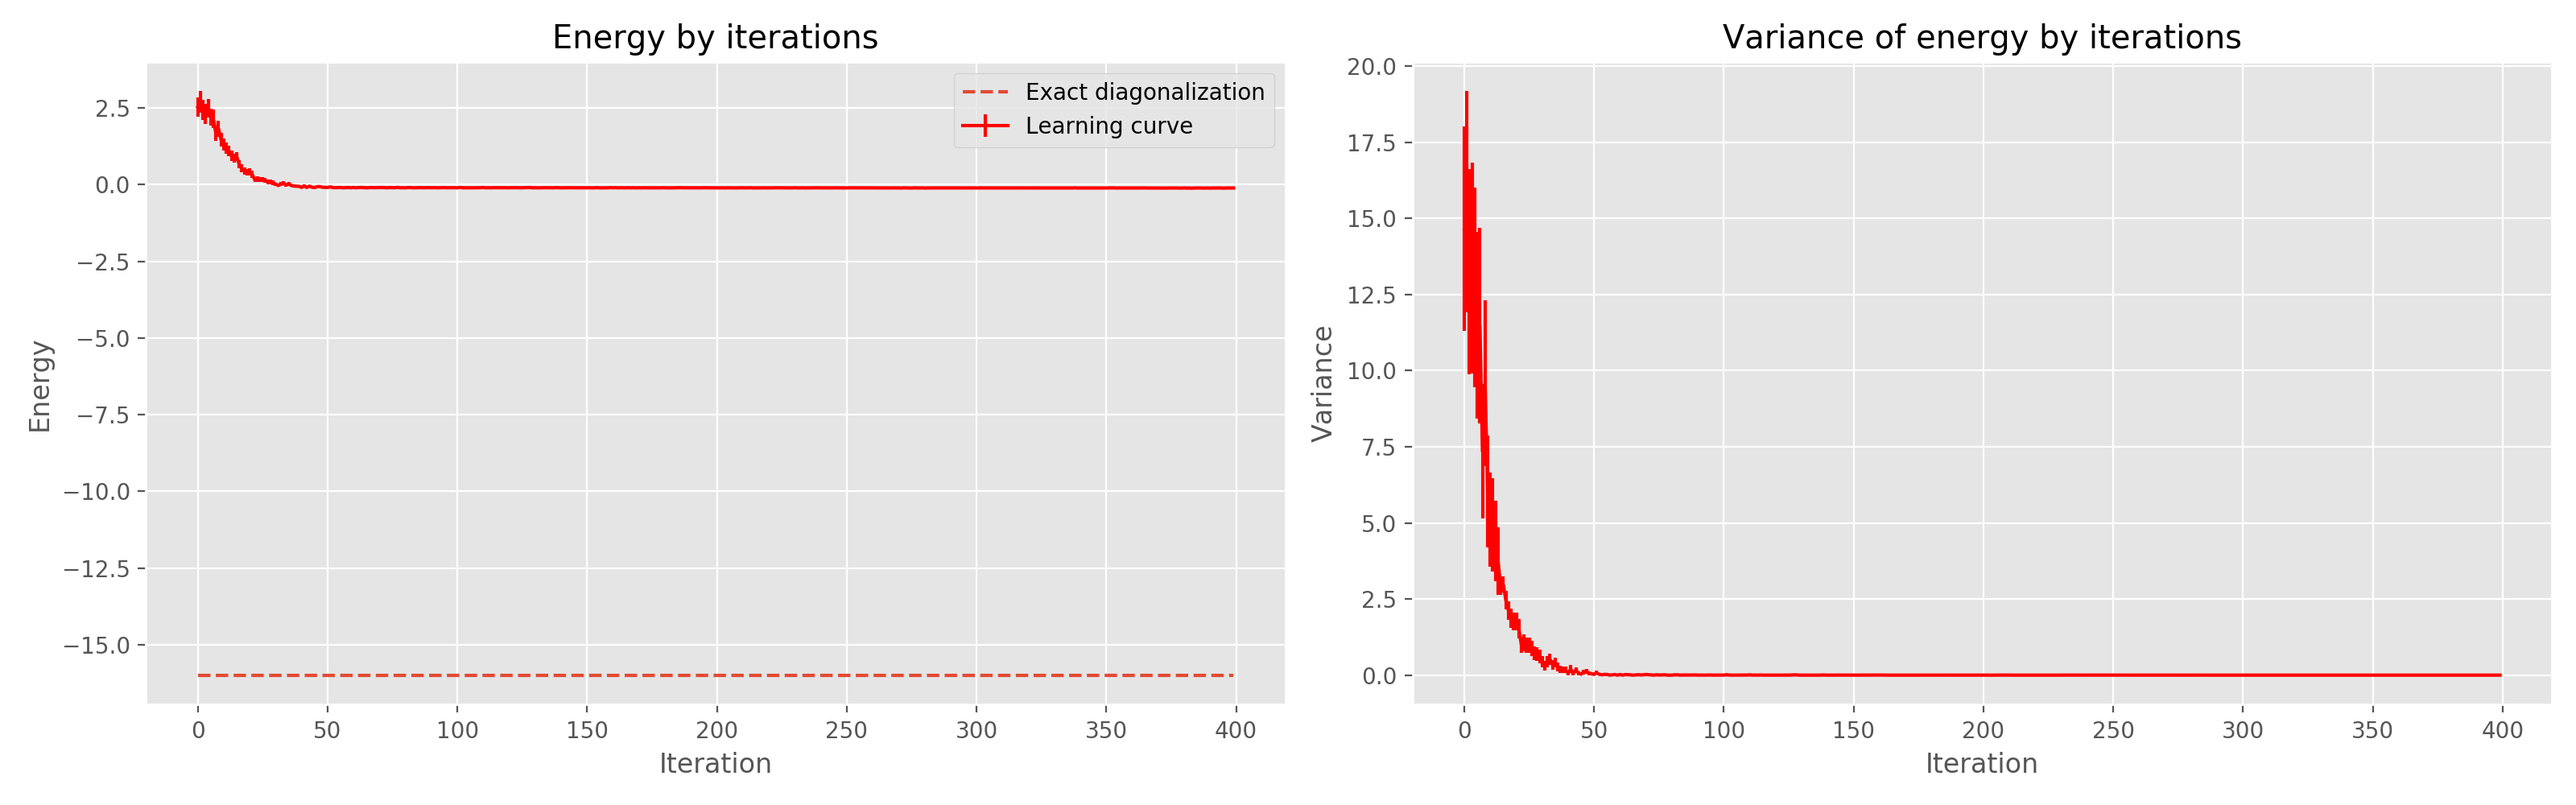 Energy by iterations
Exact diagonalization
Learning curve
2.5
0.0
−2.5
−5.0
−7.5
−10.0
−12.5
−15.0
Energy
0 50 100 150 200 250 300 350 400
Iteration
Variance of energy by iterations
20.0
17.5
15.0
12.5
10.0
7.5
5.0
2.5
0.0
Variance
0 50 100 150 200 250 300 350 400
Iteration